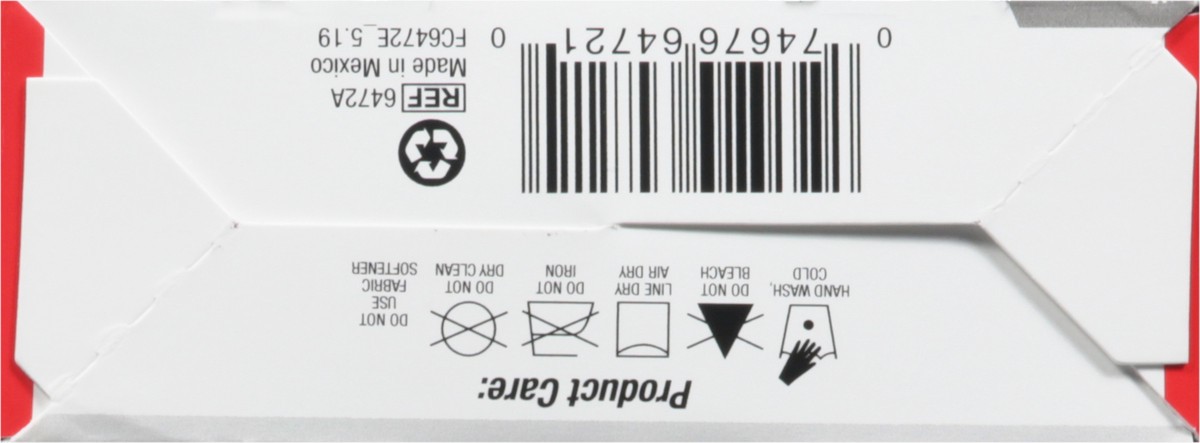 Product Care:
HAND WASH,
COLD
DO NOT
BLEACH
LINE DRY
AIR DRY
DO NOT
IRON
DO NOT
DRY CLEAN
DO NOT
USE
FABRIC
SOFTENER
REF 6472A
Made in Mexico
FC6472E_5.19
0 74676 64721 0